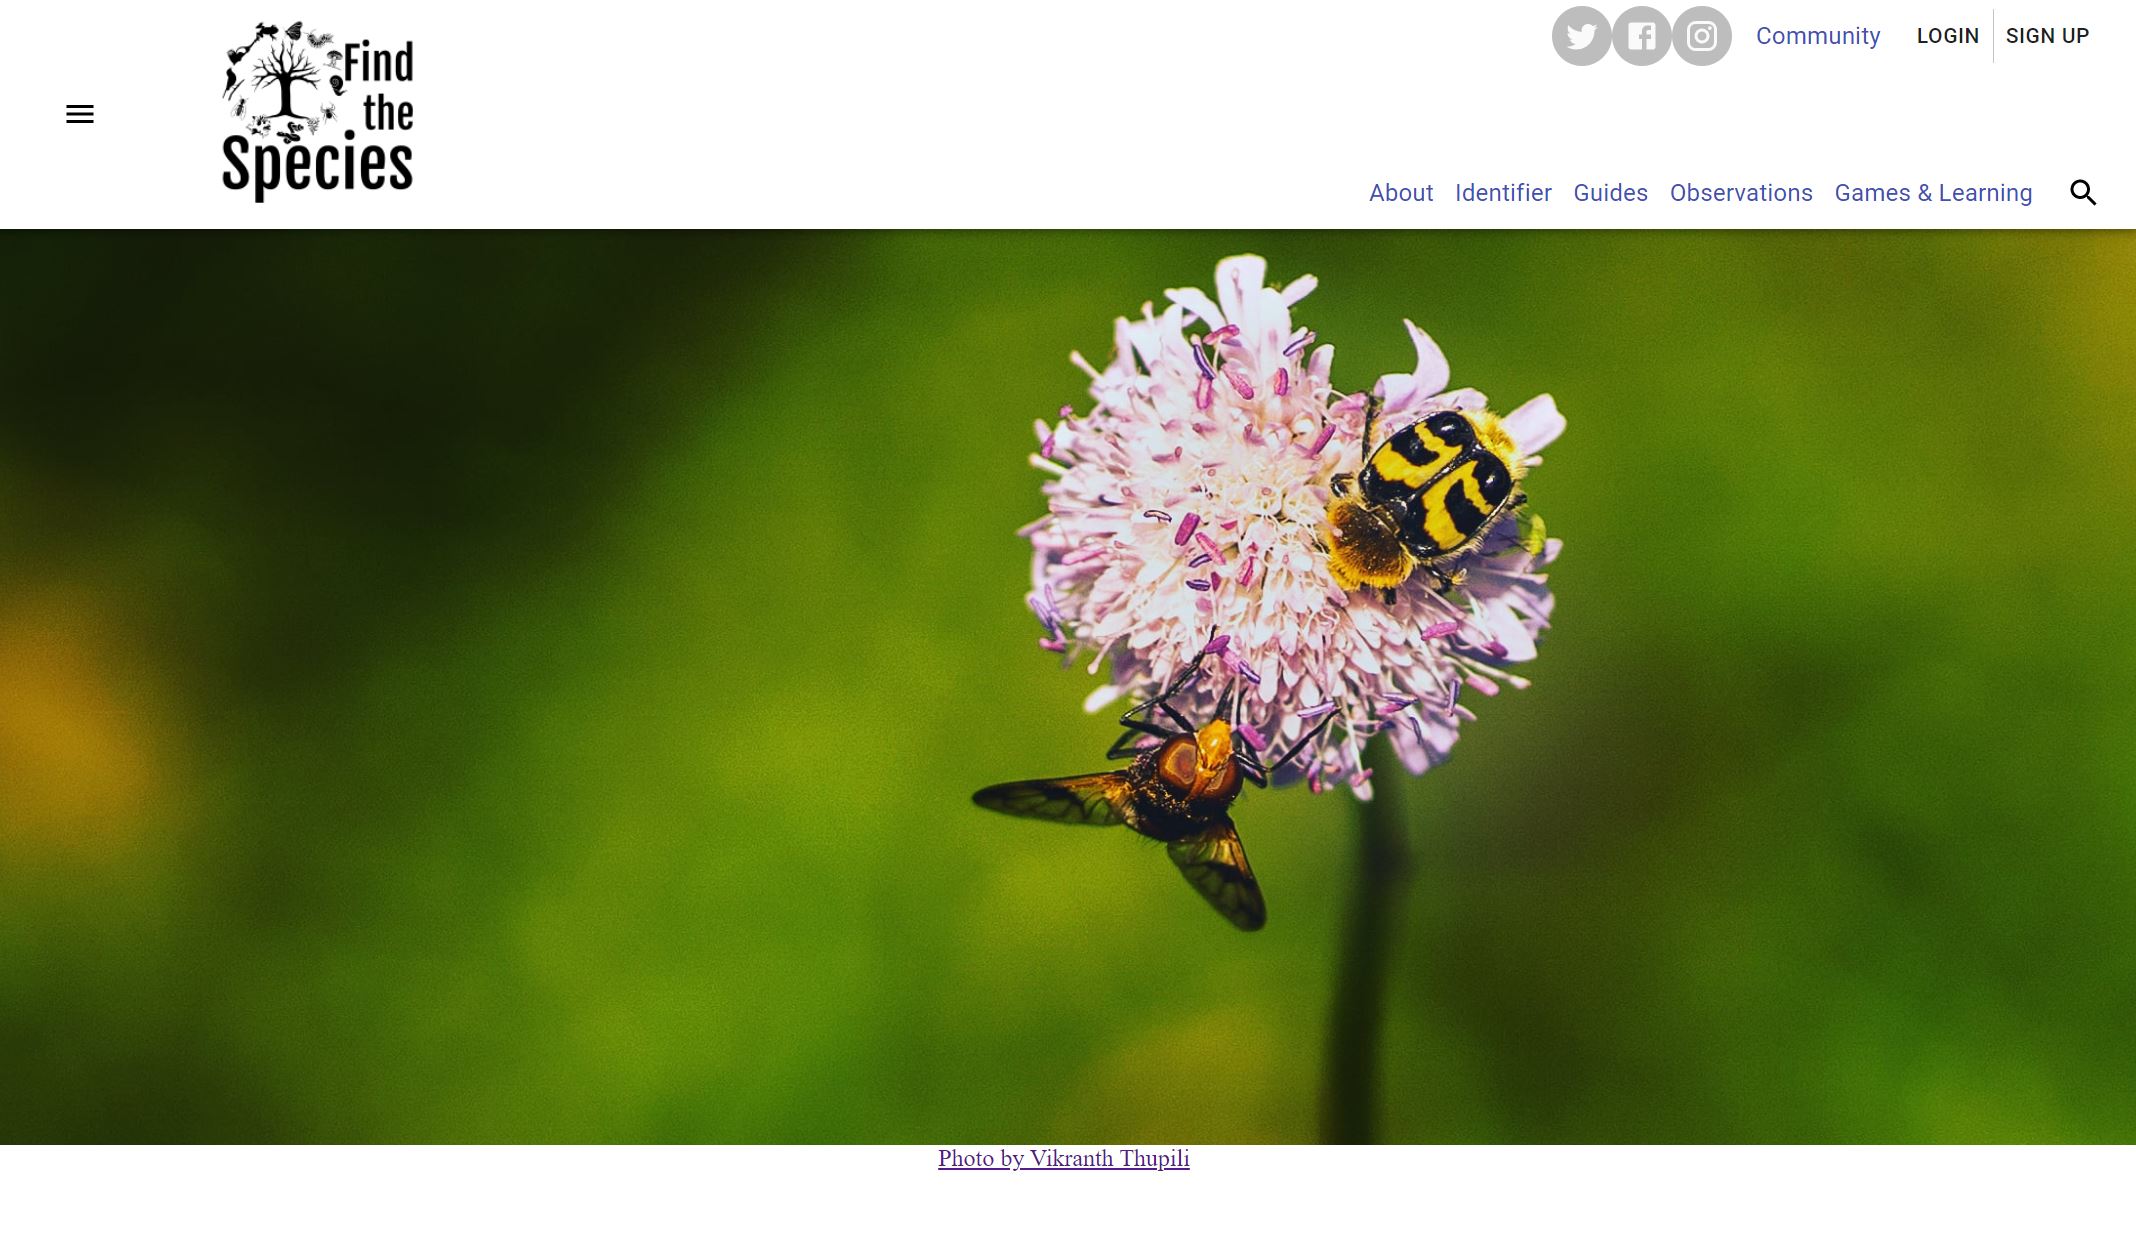 Find
the
Species
Community
LOGIN
SIGN UP
About
Identifier
Guides
Observations
Games & Learning
Photo by Vikranth Thupili